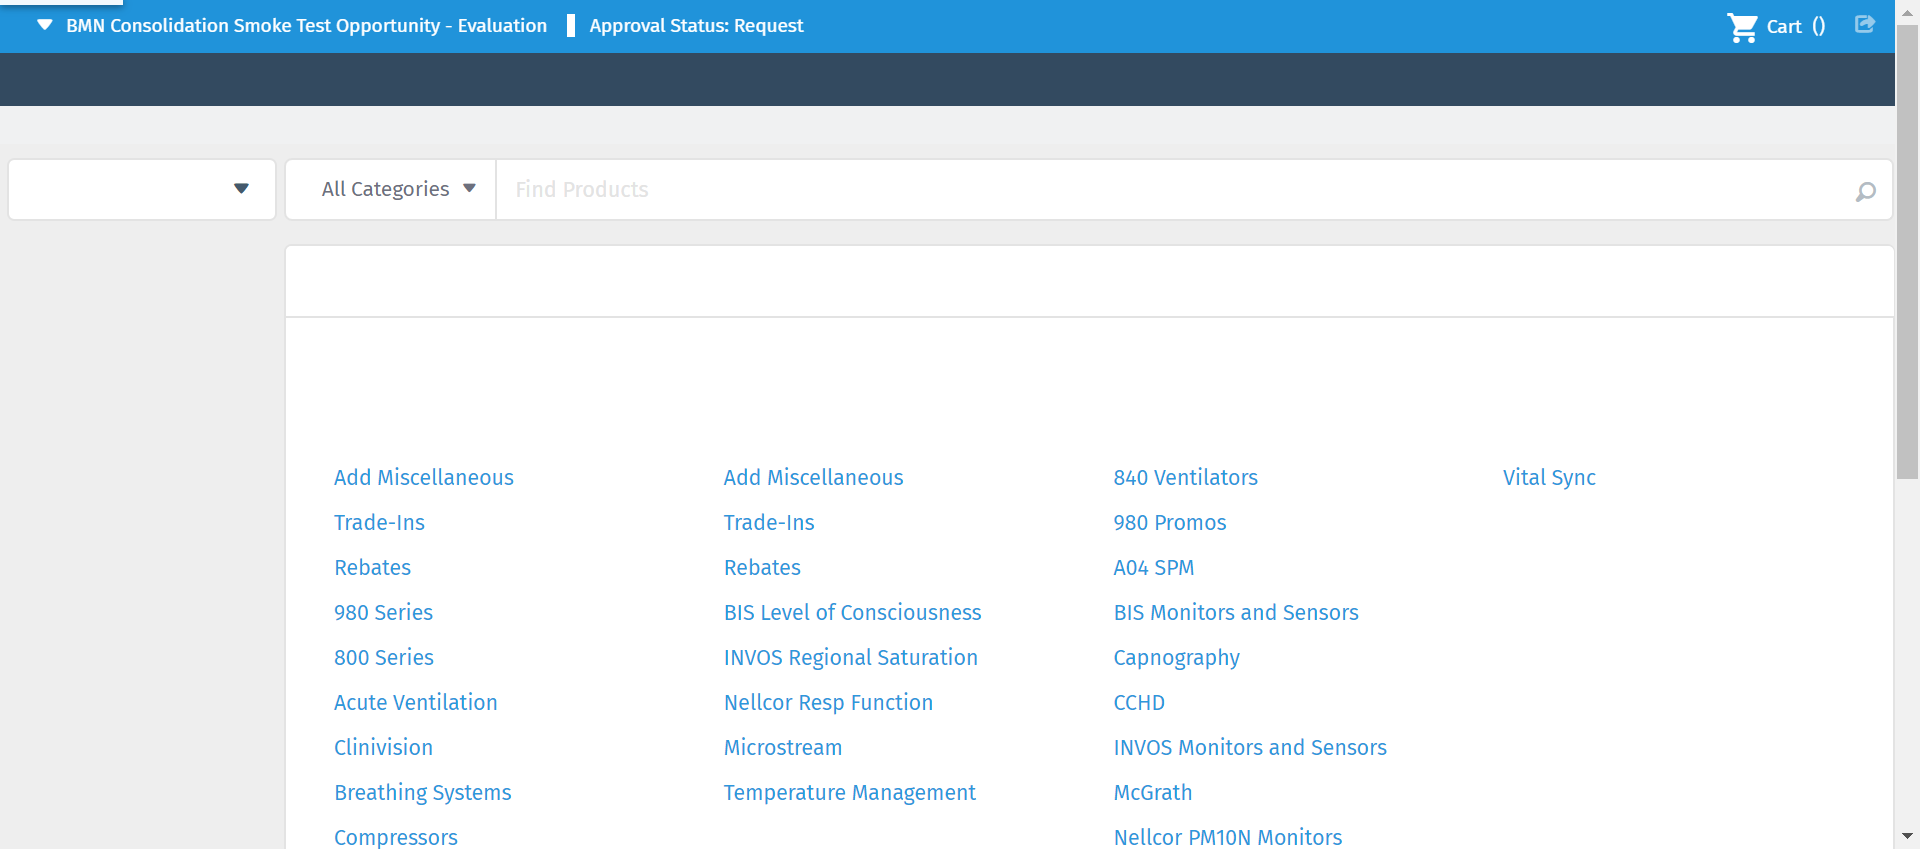 BMN Consolidation Smoke Test Opportunity - Evaluation
Approval Status: Request
Cart ()
All Categories
Find Products
Add Miscellaneous
Trade-Ins
Rebates
980 Series
800 Series
Acute Ventilation
Clinivision
Breathing Systems
Compressors
Add Miscellaneous
Trade-Ins
Rebates
BIS Level of Consciousness
INVOS Regional Saturation
Nellcor Resp Function
Microstream
Temperature Management
840 Ventilators
980 Promos
A04 SPM
BIS Monitors and Sensors
Capnography
CCHD
INVOS Monitors and Sensors
McGrath
Nellcor PM10N Monitors
Vital Sync